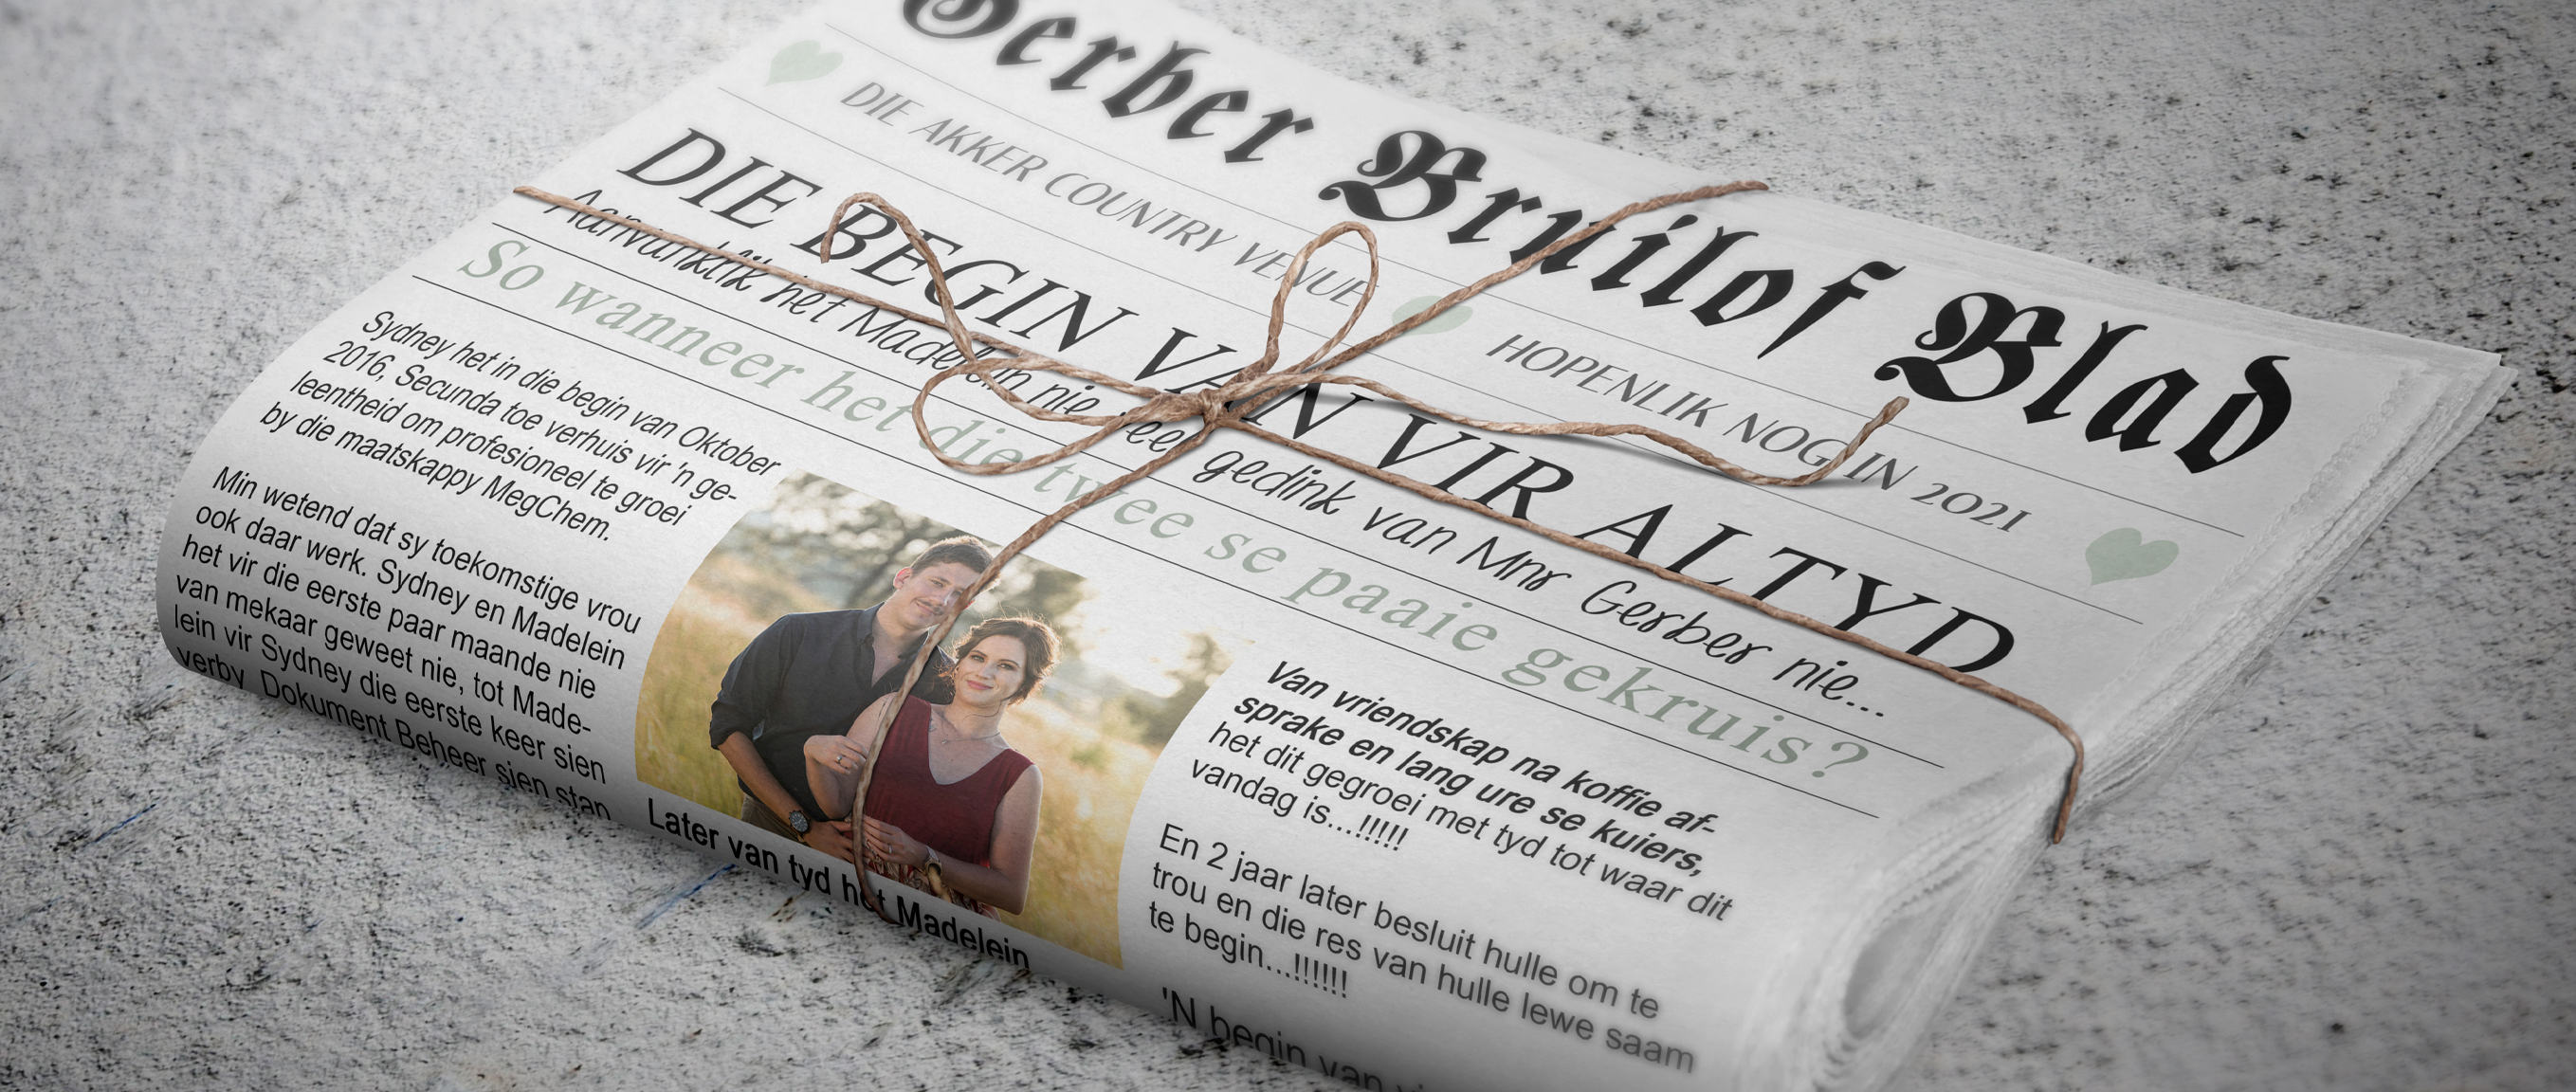 Gerber Bruilof Blad
DIE AKKER COUNTRY VENUE HOPENLIK NOG IN 2021
DIE BEGIN VAN VIR ALTYD
Aanvanklik het Madelein nie veel gedink van Mnr Gerber nie...
So wanneer het die twee se paaie gekruis?
Sydney het in die begin van Oktober
2016, Secunda toe verhuis vir 'n ge-
leentheid om profesioneel te groei
by die maatskappy MegChem.
Min wetend dat sy toekomstige vrou
ook daar werk. Sydney en Madelein
het vir die eerste paar maande nie
van mekaar geweet nie, tot Made-
lein vir Sydney die eerste keer sien
verby Dokument Beheer sien stap
Later van tyd het Madelein
Van vriendskap na koffie af-
sprake en lang ure se kuiers,
het dit gegroei met tyd tot waar dit
vandag is...!!!!!
En 2 jaar later besluit hulle om te
trou en die res van hulle lewe saam
te begin...!!!!!!
'N begin van